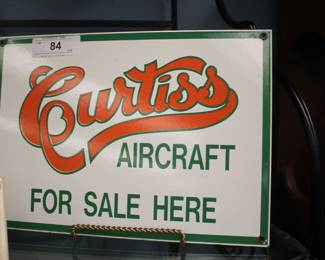 84
Curtiss
AIRCRAFT
FOR SALE HERE